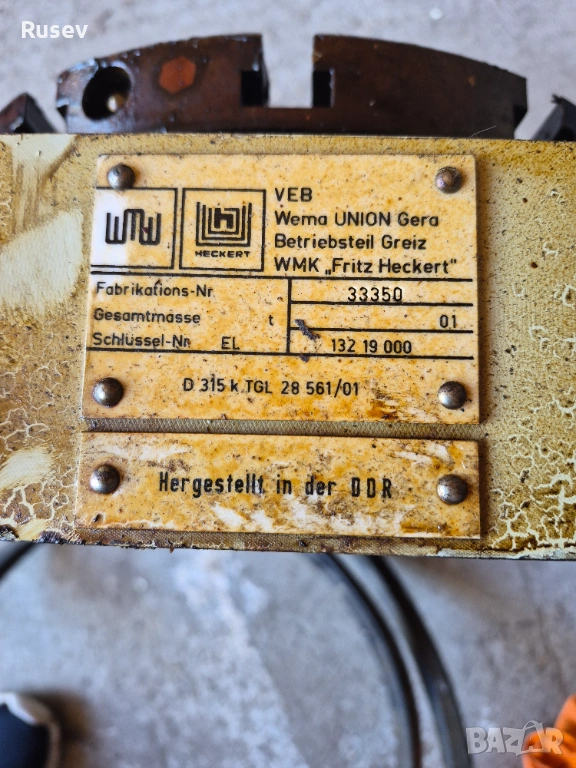 Rusev
VEB
Wema UNION Gera
Betriebsteil Greiz
WMK „Fritz Heckert"
WMW
HECKERT
Fabrikations-Nr 33350
Gesamtmasse t 01
Schlüssel-Nr. EL 132 19 000
D 315 k TGL 28 561/01
Hergestellt in der DDR
BAZAR